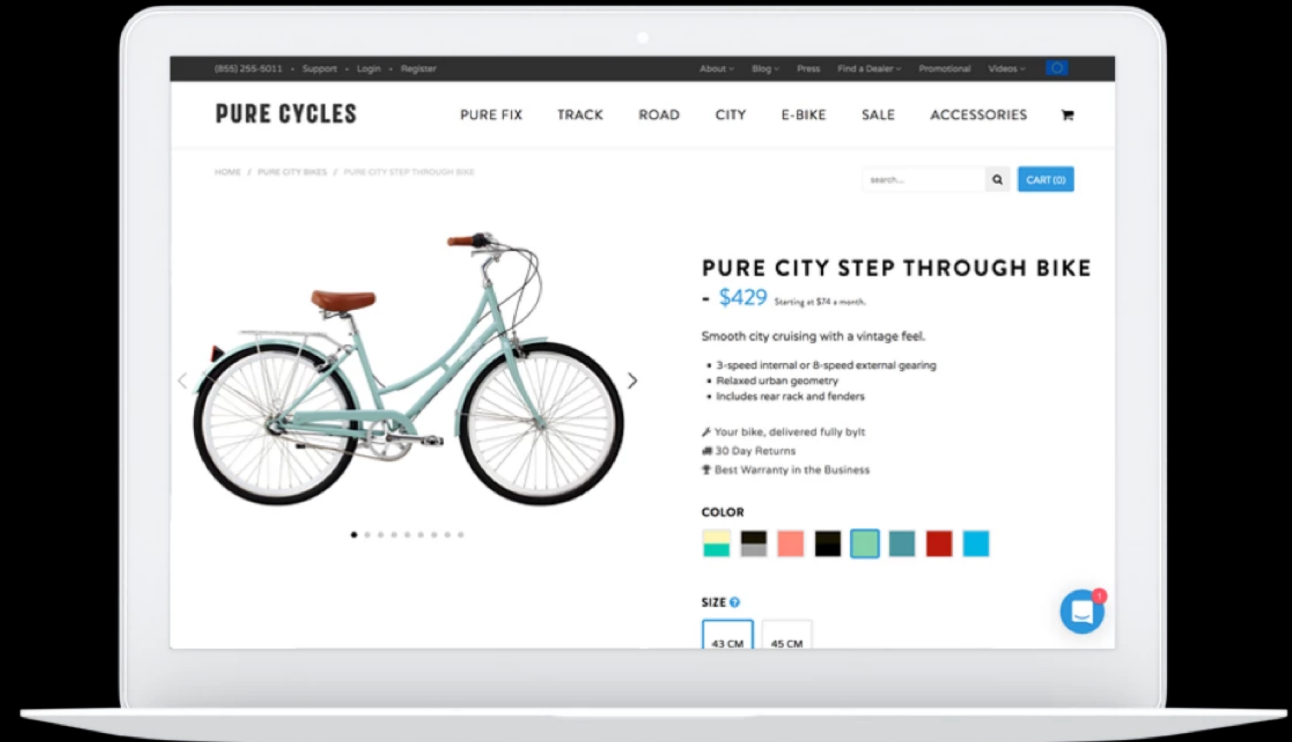 (855) 255-5011 • Support • Login • Register About Blog Press Find a Dealer Promotional Videos
PURE CYCLES PURE FIX TRACK ROAD CITY E-BIKE SALE ACCESSORIES
HOME / PURE CITY BIKES / PURE CITY STEP THROUGH BIKE
search... CART (0)
PURE CITY STEP THROUGH BIKE
- $429 Starting at $74 a month.
Smooth city cruising with a vintage feel.
▪ 3-speed internal or 8-speed external gearing
▪ Relaxed urban geometry
▪ Includes rear rack and fenders
Your bike, delivered fully bylt
30 Day Returns
Best Warranty in the Business
COLOR
SIZE ?
1
43 CM 45 CM